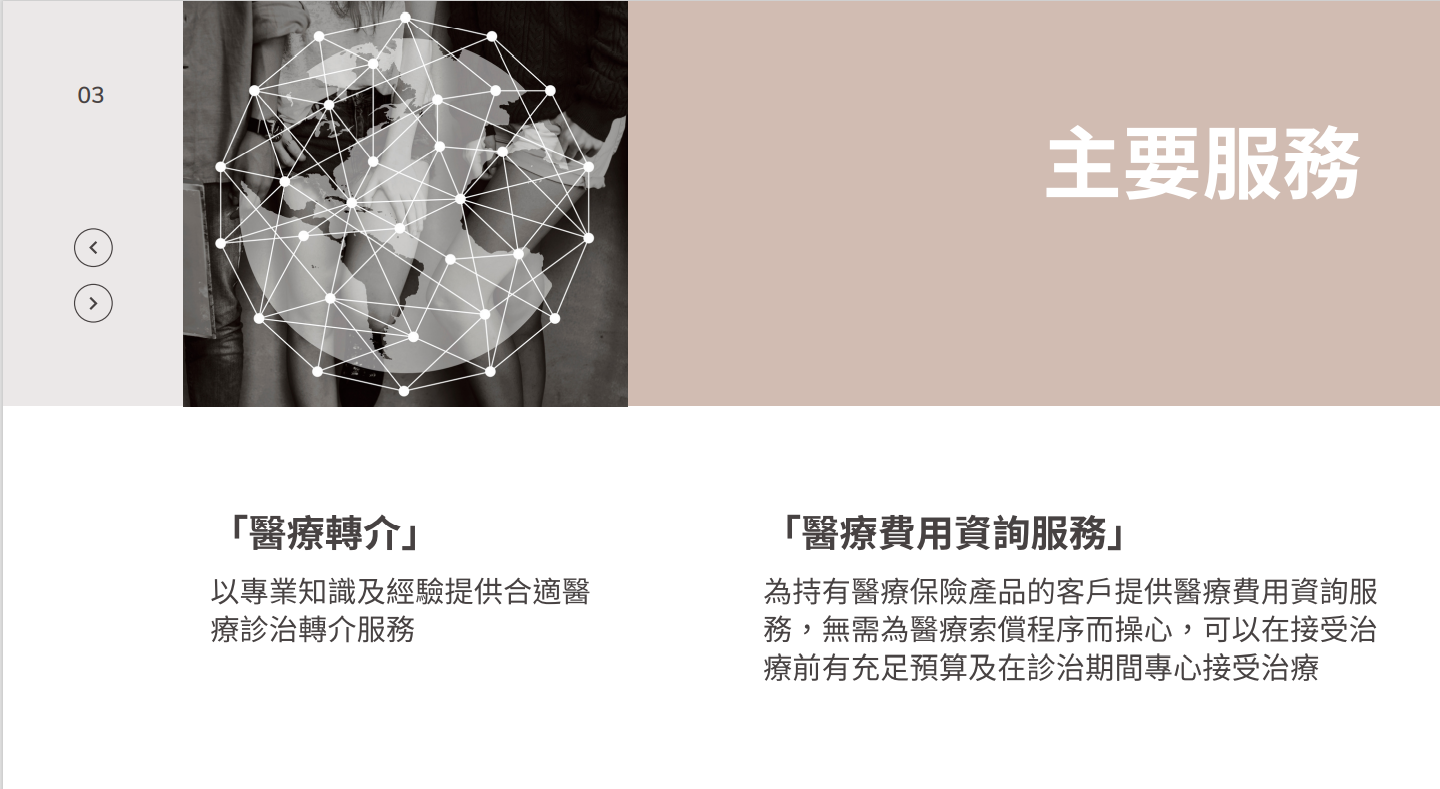 03
主要服務
「醫療轉介」
以專業知識及經驗提供合適醫
療診治轉介服務
「醫療費用資詢服務」
為持有醫療保險產品的客戶提供醫療費用資詢服
務，無需為醫療索償程序而操心，可以在接受治
療前有充足預算及在診治期間專心接受治療